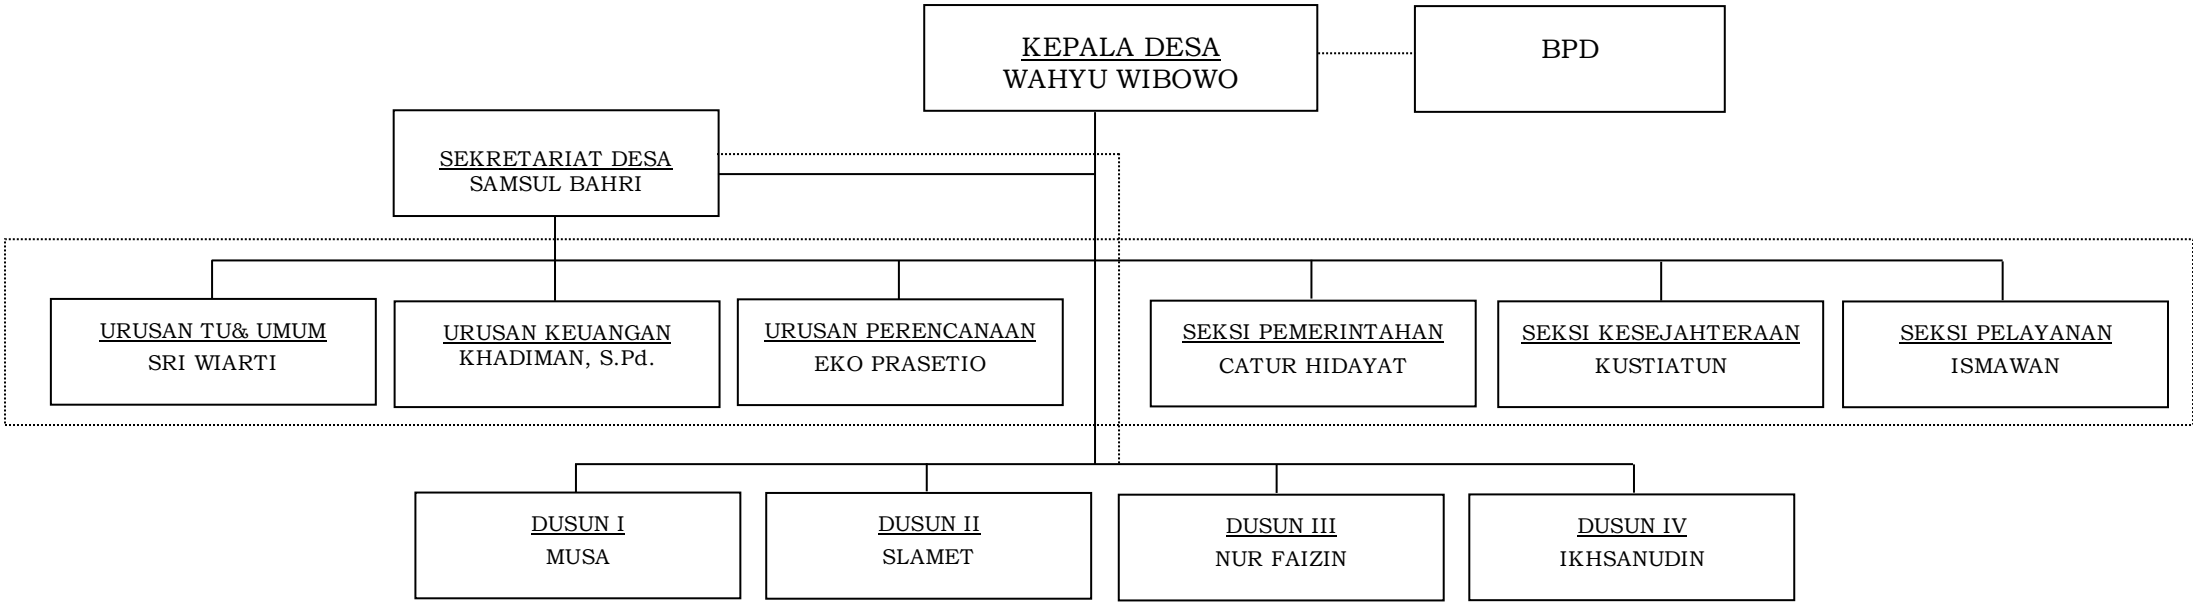 KEPALA DESA
WAHYU WIBOWO
BPD
SEKRETARIAT DESA
SAMSUL BAHRI
URUSAN TU& UMUM
SRI WIARTI
URUSAN KEUANGAN
KHADIMAN, S.Pd.
URUSAN PERENCANAAN
EKO PRASETIO
SEKSI PEMERINTAHAN
CATUR HIDAYAT
SEKSI KESEJAHTERAAN
KUSTIATUN
SEKSI PELAYANAN
ISMAWAN
DUSUN I
MUSA
DUSUN II
SLAMET
DUSUN III
NUR FAIZIN
DUSUN IV
IKHSANUDIN